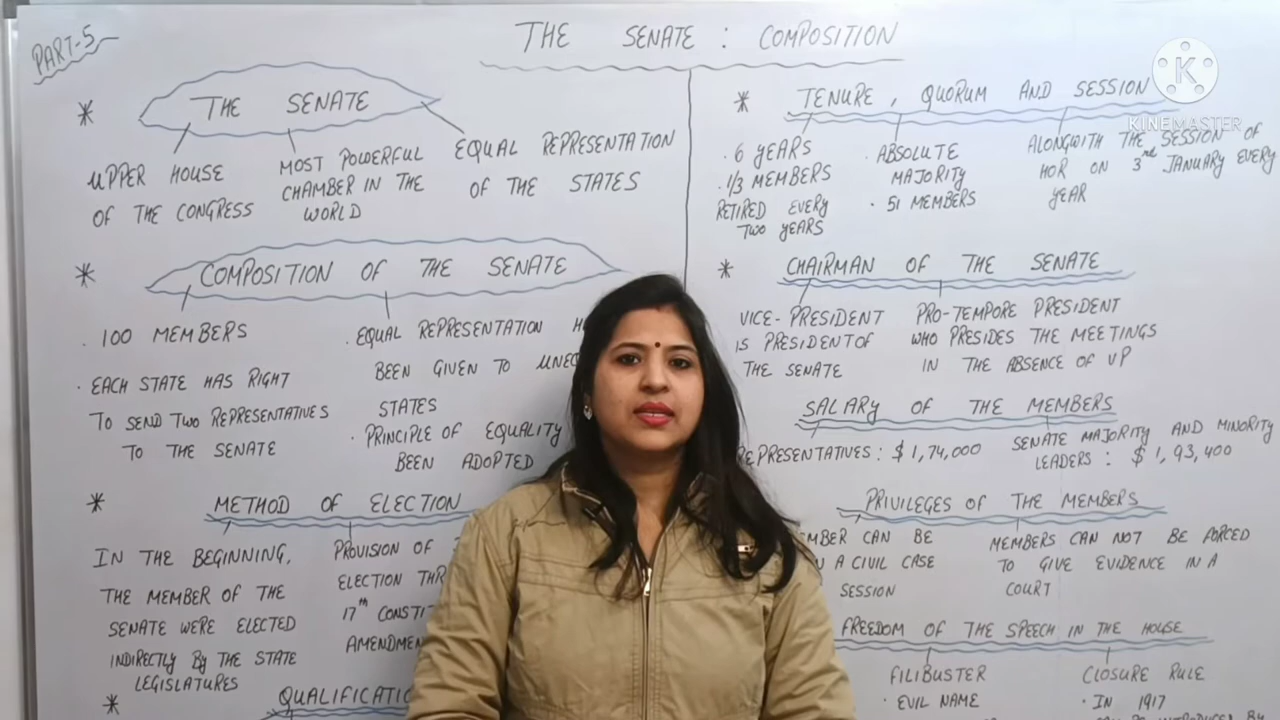 PART-5
THE SENATE : COMPOSITION
* THE SENATE
UPPER HOUSE
OF THE CONGRESS
MOST POWERFUL
CHAMBER IN THE
WORLD
EQUAL REPRESENTATION
OF THE STATES
* COMPOSITION OF THE SENATE
. 100 MEMBERS
. EACH STATE HAS RIGHT
TO SEND TWO REPRESENTATIVES
TO THE SENATE
. EQUAL REPRESENTATION
BEEN GIVEN TO
STATES
. PRINCIPLE OF EQUALITY
BEEN ADOPTED
* METHOD OF ELECTION
IN THE BEGINNING,
THE MEMBER OF THE
SENATE WERE ELECTED
INDIRECTLY BY THE STATE
LEGISLATURES
PROVISION OF
ELECTION
17th
* 
* TENURE, QUORUM AND SESSION
. 6 YEARS
. 1/3 MEMBERS
RETIRED EVERY
TWO YEARS
. ABSOLUTE
MAJORITY
. 51 MEMBERS
ALONGWITH THE SESSION OF
HOR ON 3rd JANUARY EVERY
YEAR
* CHAIRMAN OF THE SENATE
VICE-PRESIDENT
IS PRESIDENT OF
THE SENATE
PRO-TEMPORE PRESIDENT
WHO PRESIDES THE MEETINGS
IN THE ABSENCE OF VP
SALARY OF THE MEMBERS
: $ 1,74,000
SENATE MAJORITY AND MINORITY
LEADERS : $ 1,93,400
PRIVILEGES OF THE MEMBERS
CAN BE
A CIVIL CASE
SESSION
MEMBERS CAN NOT BE FORCED
TO GIVE EVIDENCE IN A
COURT
FREEDOM OF THE SPEECH IN THE HOUSE
FILIBUSTER
. EVIL NAME
CLOSURE RULE
. IN 1917
K
KINEMASTER